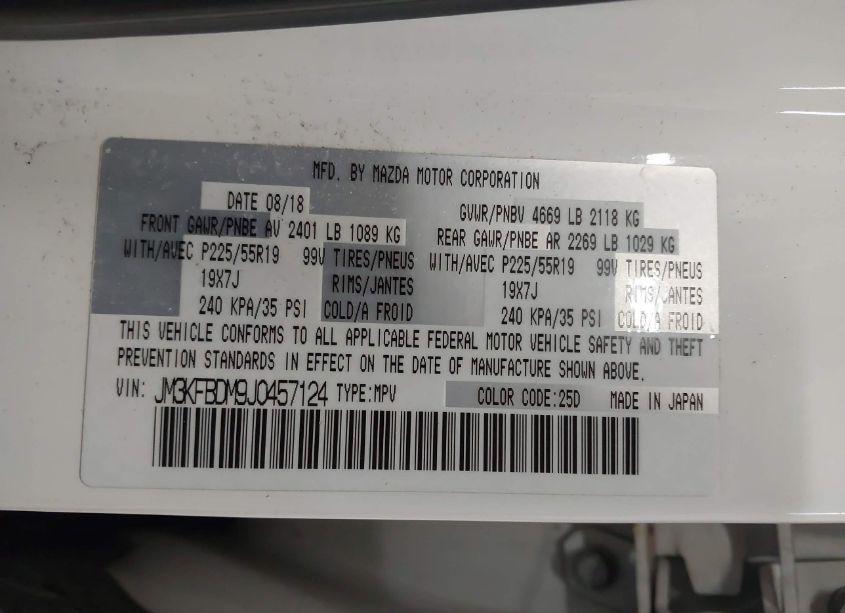 MFD. BY MAZDA MOTOR CORPORATION
DATE 08/18 GVWR/PNBV 4669 LB 2118 KG
FRONT GAWR/PNBE AV 2401 LB 1089 KG REAR GAWR/PNBE AR 2269 LB 1029 KG
WITH/AVEC P225/55R19 99V TIRES/PNEUS WITH/AVEC P225/55R19 99V TIRES/PNEUS
19X7J RIMS/JANTES 19X7J RIMS/JANTES
240 KPA/35 PSI COLD/A FROID 240 KPA/35 PSI COLD/A FROID
THIS VEHICLE CONFORMS TO ALL APPLICABLE FEDERAL MOTOR VEHICLE SAFETY AND THEFT
PREVENTION STANDARDS IN EFFECT ON THE DATE OF MANUFACTURE SHOWN ABOVE.
VIN: JM3KFBDM9J0457124 TYPE:MPV COLOR CODE:25D MADE IN JAPAN